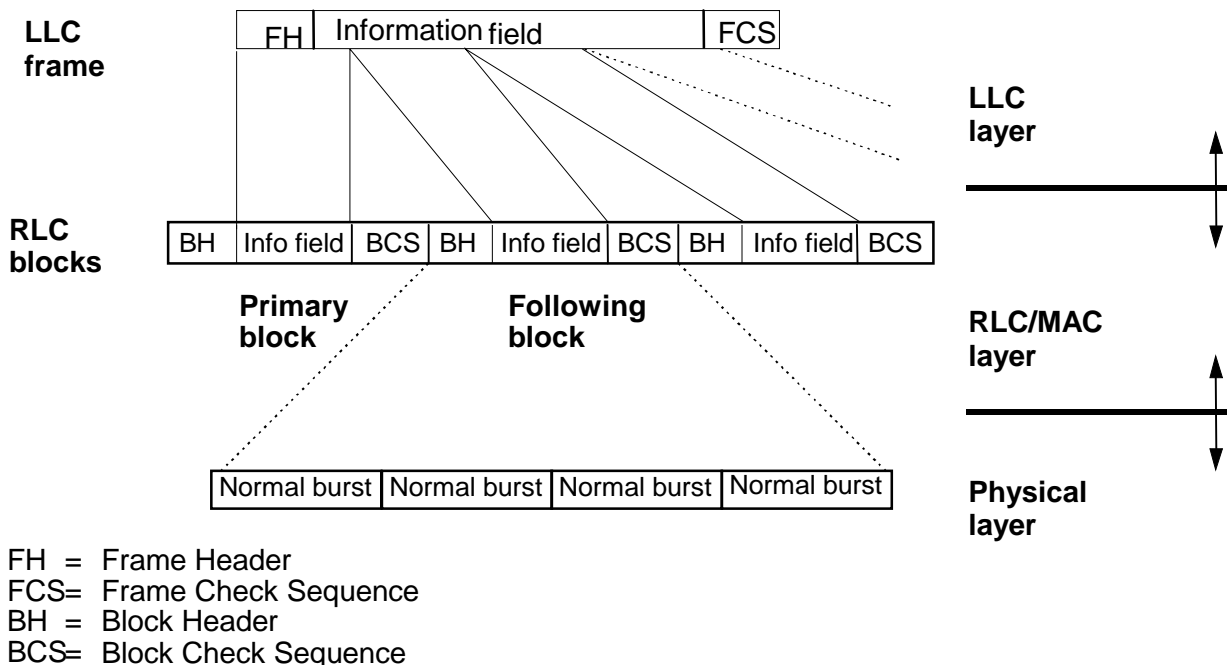 LLC
frame
FH Information field FCS
LLC
layer
RLC
blocks
BH Info field BCS BH Info field BCS BH Info field BCS
Primary
block
Following
block
RLC/MAC
layer
Normal burst Normal burst Normal burst Normal burst
Physical
layer
FH = Frame Header
FCS= Frame Check Sequence
BH = Block Header
BCS= Block Check Sequence